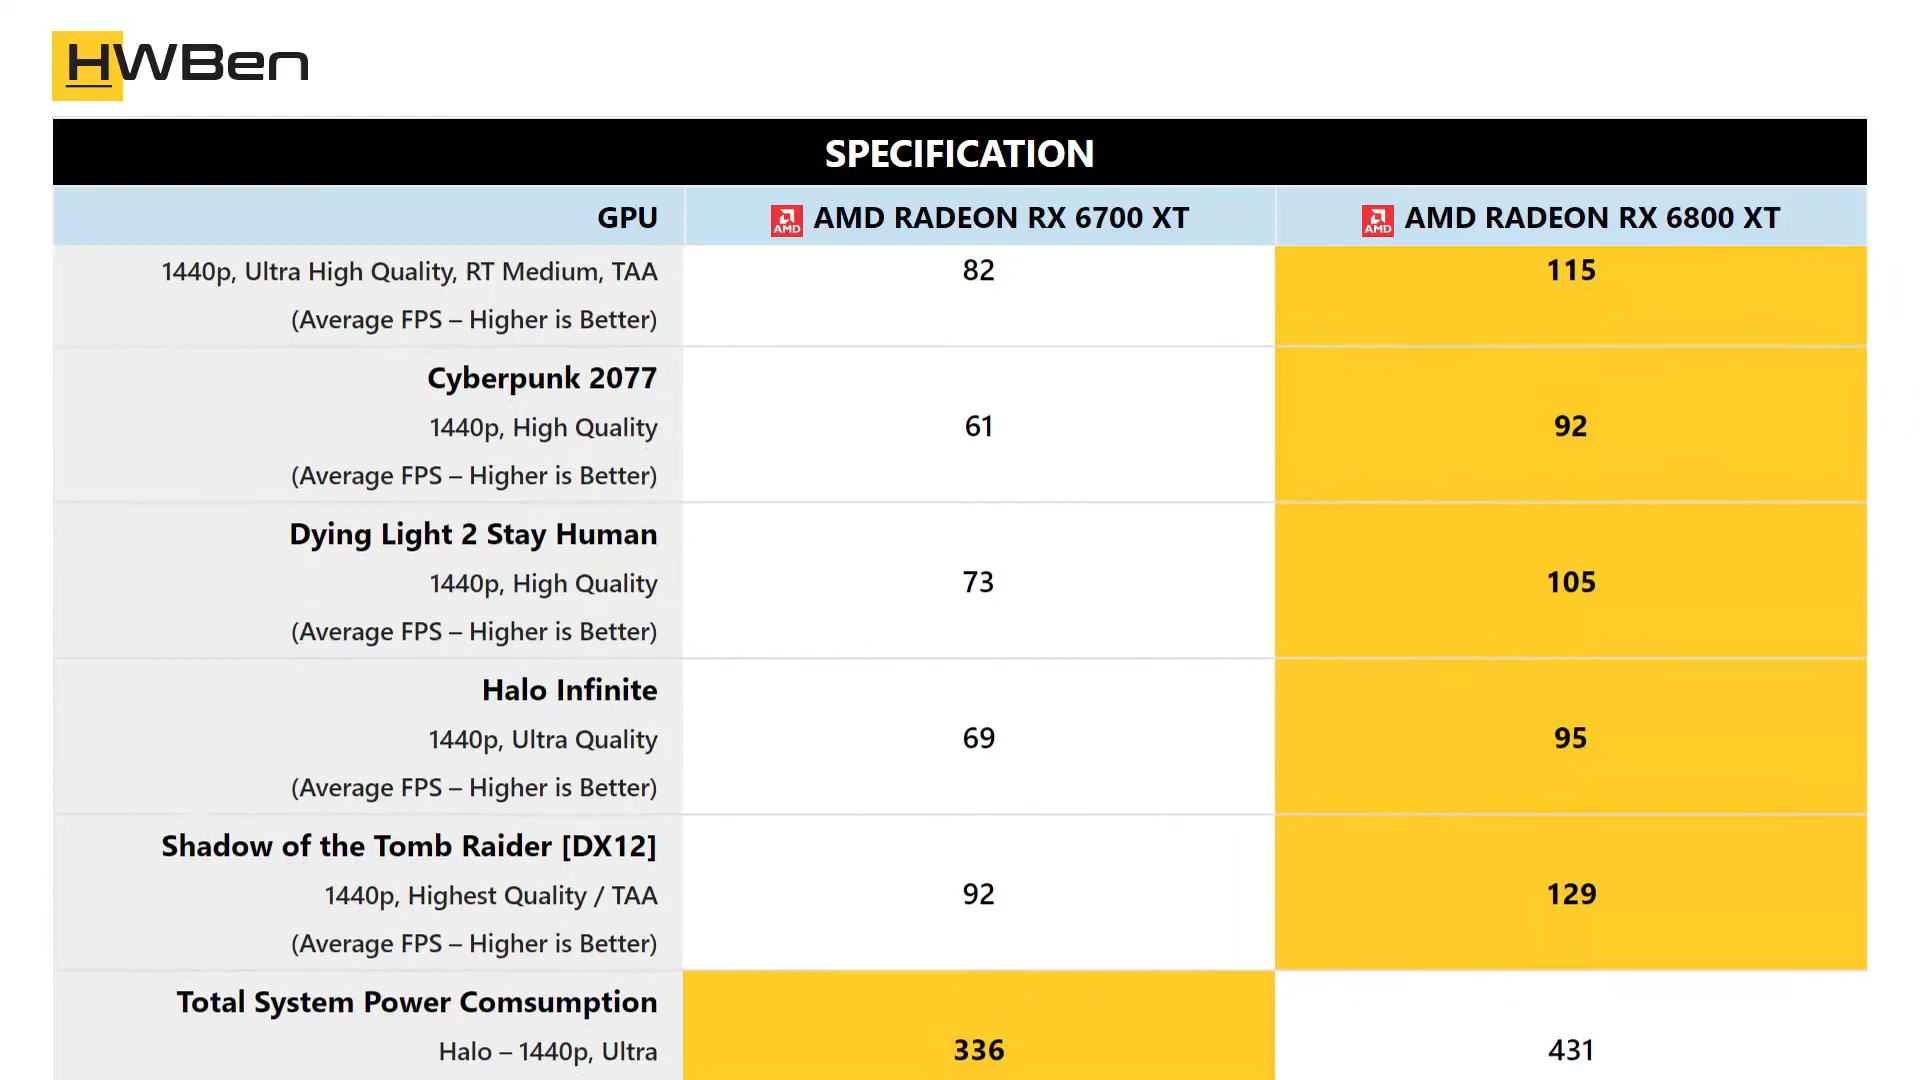 HWBen
SPECIFICATION
GPU AMD AMD RADEON RX 6700 XT AMD AMD RADEON RX 6800 XT
1440p, Ultra High Quality, RT Medium, TAA 82 115
(Average FPS – Higher is Better)
Cyberpunk 2077
1440p, High Quality 61 92
(Average FPS – Higher is Better)
Dying Light 2 Stay Human
1440p, High Quality 73 105
(Average FPS – Higher is Better)
Halo Infinite
1440p, Ultra Quality 69 95
(Average FPS – Higher is Better)
Shadow of the Tomb Raider [DX12]
1440p, Highest Quality / TAA 92 129
(Average FPS – Higher is Better)
Total System Power Comsumption
Halo – 1440p, Ultra 336 431